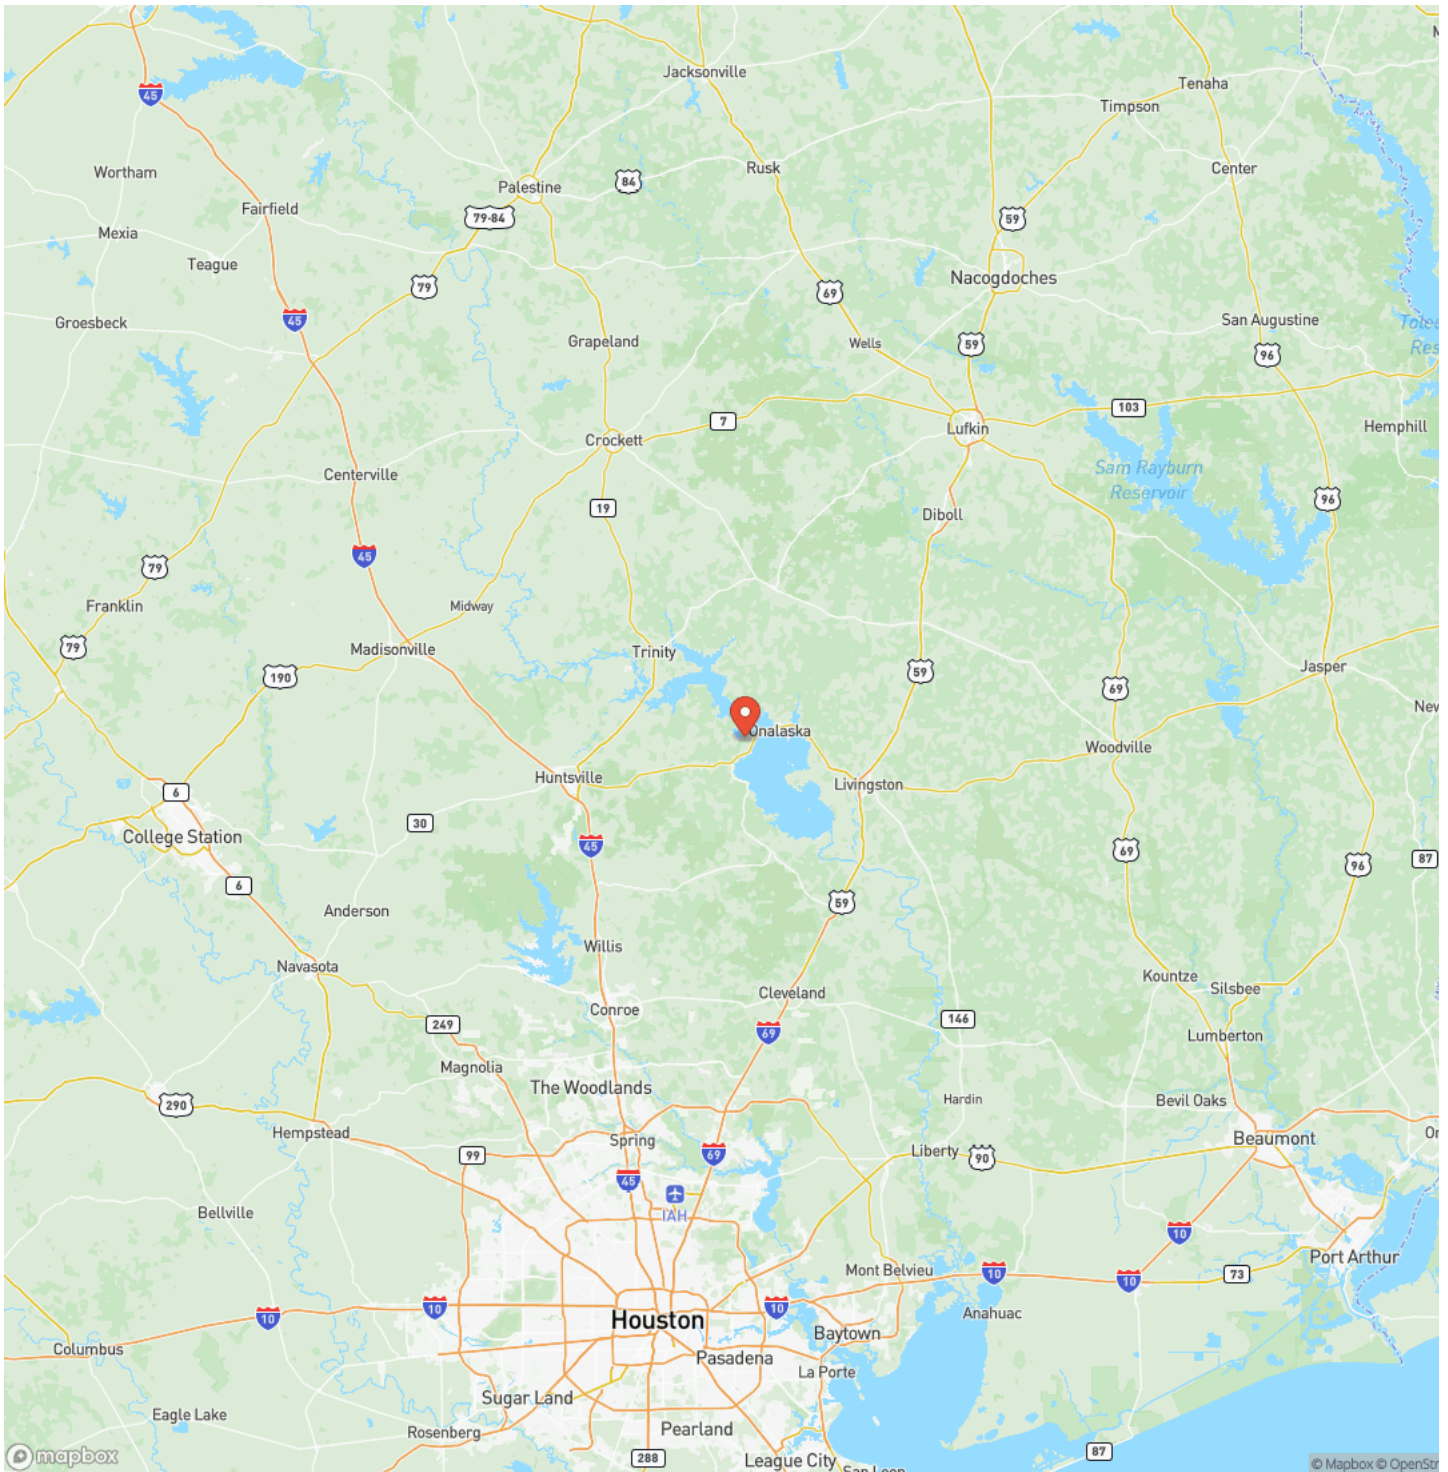 Jacksonville
Tenaha
45
Timpson
Wortham
Rusk
Center
84
Palestine
Fairfield
79-84
59
Mexia
Teague
Nacogdoches
79
69
45
Groesbeck
San Augustine
Grapeland
Wells
59
96
103
7
Hemphill
Lufkin
Crockett
Centerville
Sam Rayburn
Reservoir
96
19
Diboll
45
79
Franklin
Midway
79
Madisonville
Trinity
190
59
Jasper
69
Onalaska
Woodville
Huntsville
Livingston
6
30
College Station
45
69
87
96
6
59
Anderson
Willis
Navasota
Kountze
Silsbee
Cleveland
Conroe
249
146
69
Lumberton
Magnolia
The Woodlands
Hardin
Bevil Oaks
290
Hempstead
Spring
Beaumont
99
69
Liberty
90
45
IAH
Bellville
10
Port Arthur
Mont Belvieu
10
10
73
10
10
10
Anahuac
Houston
Baytown
Columbus
Pasadena
La Porte
Sugar Land
Eagle Lake
Rosenberg
Pearland
87
mapbox
288
League City
© Mapbox © OpenStr